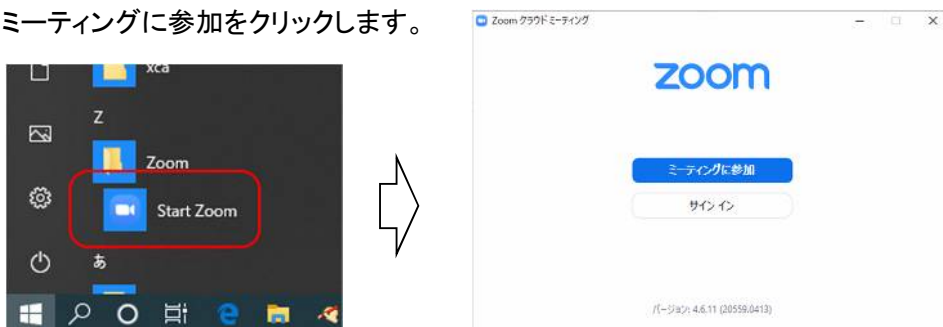 ミーティングに参加をクリックします。
xca
Z
Zoom
Start Zoom
あ
Zoom クラウドミーティング
zoom
ミーティングに参加
サイン イン
バージョン: 4.6.11 (20559.0413)